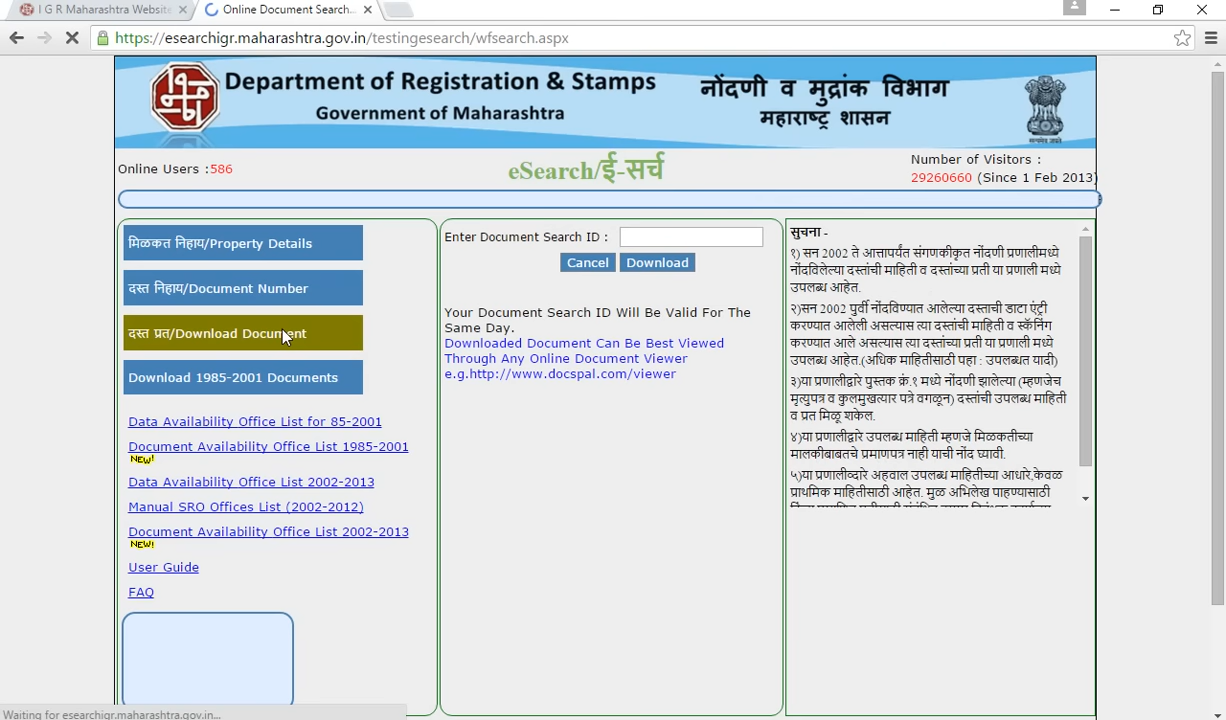 I G R Maharashtra Website
Online Document Search...
https://esearchigr.maharashtra.gov.in/testingesearch/wfsearch.aspx
Department of Registration & Stamps
Government of Maharashtra
नोंदणी व मुद्रांक विभाग
महाराष्ट्र शासन
Online Users :586
eSearch/ई-सर्च
Number of Visitors :
29260660 (Since 1 Feb 2013)
मिळकत निहाय/Property Details
दस्त निहाय/Document Number
दस्त प्रत/Download Document
Download 1985-2001 Documents
Data Availability Office List for 85-2001
Document Availability Office List 1985-2001
NEW!
Data Availability Office List 2002-2013
Manual SRO Offices List (2002-2012)
Document Availability Office List 2002-2013
NEW!
User Guide
FAQ
Enter Document Search ID :
Cancel
Download
Your Document Search ID Will Be Valid For The
Same Day.
Downloaded Document Can Be Best Viewed
Through Any Online Document Viewer
e.g.http://www.docspal.com/viewer
सुचना -
१) सन 2002 ते आत्तापर्यंत संगणकीकृत नोंदणी प्रणालीमध्ये
नोंदविलेल्या दस्तांची माहिती व दस्तांच्या प्रती या प्रणाली मध्ये
उपलब्ध आहेत.
२)सन 2002 पुर्वी नोंदविण्यात आलेल्या दस्ताची डाटा एंट्री
करण्यात आलेली असल्यास त्या दस्तांची माहिती व स्कॅनिंग
करण्यात आले असल्यास त्या दस्तांच्या प्रती या प्रणाली मध्ये
उपलब्ध आहेत.(अधिक माहितीसाठी पहा : उपलब्धत यादी)
३)या प्रणालीद्वारे पुस्तक क्रं.१ मध्ये नोंदणी झालेल्या (म्हणजेच
मृत्युपत्र व कुलमुखत्यार पत्रे वगळून) दस्तांची उपलब्ध माहिती
व प्रत मिळू शकेल.
४)या प्रणालीद्वारे उपलब्ध माहिती म्हणजे मिळकतीच्या
मालकीबाबतचे प्रमाणपत्र नाही याची नोंद घ्यावी.
५)या प्रणालीव्दारे अहवाल उपलब्ध माहितीच्या आधारे,केवळ
प्राथमिक माहितीसाठी आहेत. मुळ अभिलेख पाहण्यासाठी
Waiting for esearchigr.maharashtra.gov.in...